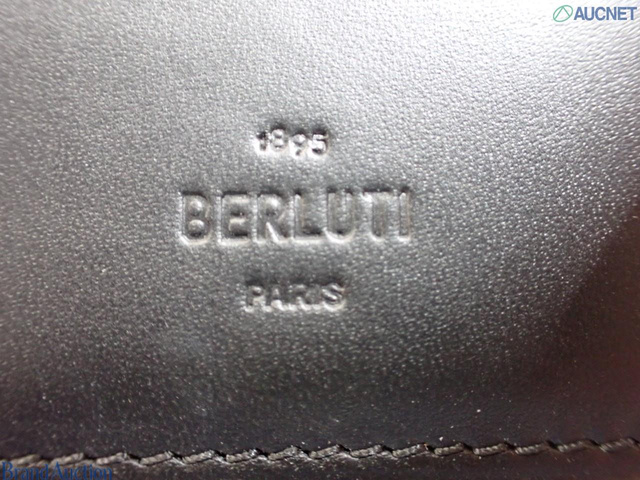 AUCNET
1895
BERLUTI
PARIS
Brand Auction